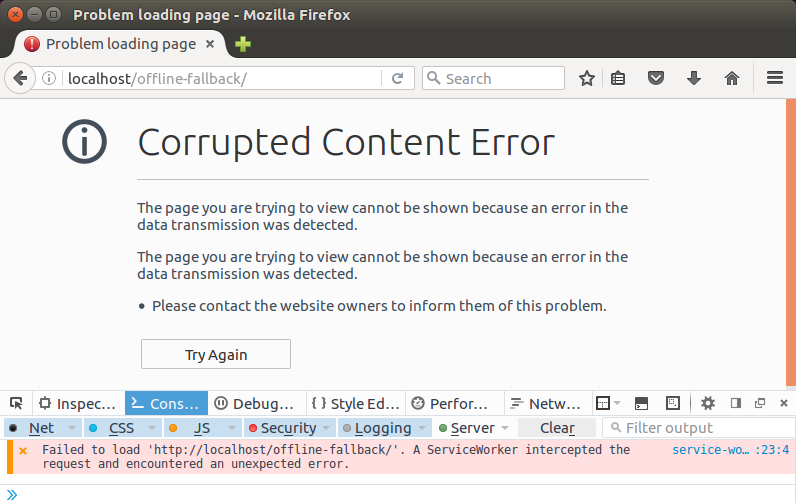 Problem loading page - Mozilla Firefox
Problem loading page
localhost/offline-fallback/
Search
Corrupted Content Error
The page you are trying to view cannot be shown because an error in the
data transmission was detected.
The page you are trying to view cannot be shown because an error in the
data transmission was detected.
• Please contact the website owners to inform them of this problem.
Try Again
Inspec… Cons… Debug… { } Style Ed… Perfor… Netw…
Net CSS JS Security Logging Server Clear Filter output
Failed to load 'http://localhost/offline-fallback/'. A ServiceWorker intercepted the service-wo… :23:4
request and encountered an unexpected error.